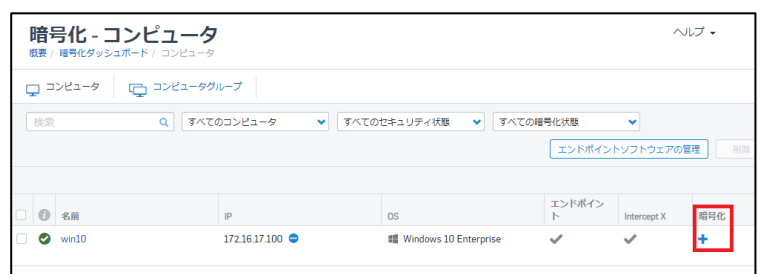 暗号化 - コンピュータ
ヘルプ
概要 / 暗号化ダッシュボード / コンピュータ
コンピュータ コンピュータグループ
検索 すべてのコンピュータ すべてのセキュリティ状態 すべての暗号化状態
エンドポイントソフトウェアの管理 削除
名前 IP OS エンドポイン
ト Intercept X 暗号化
win10 172.16.17.100 Windows 10 Enterprise